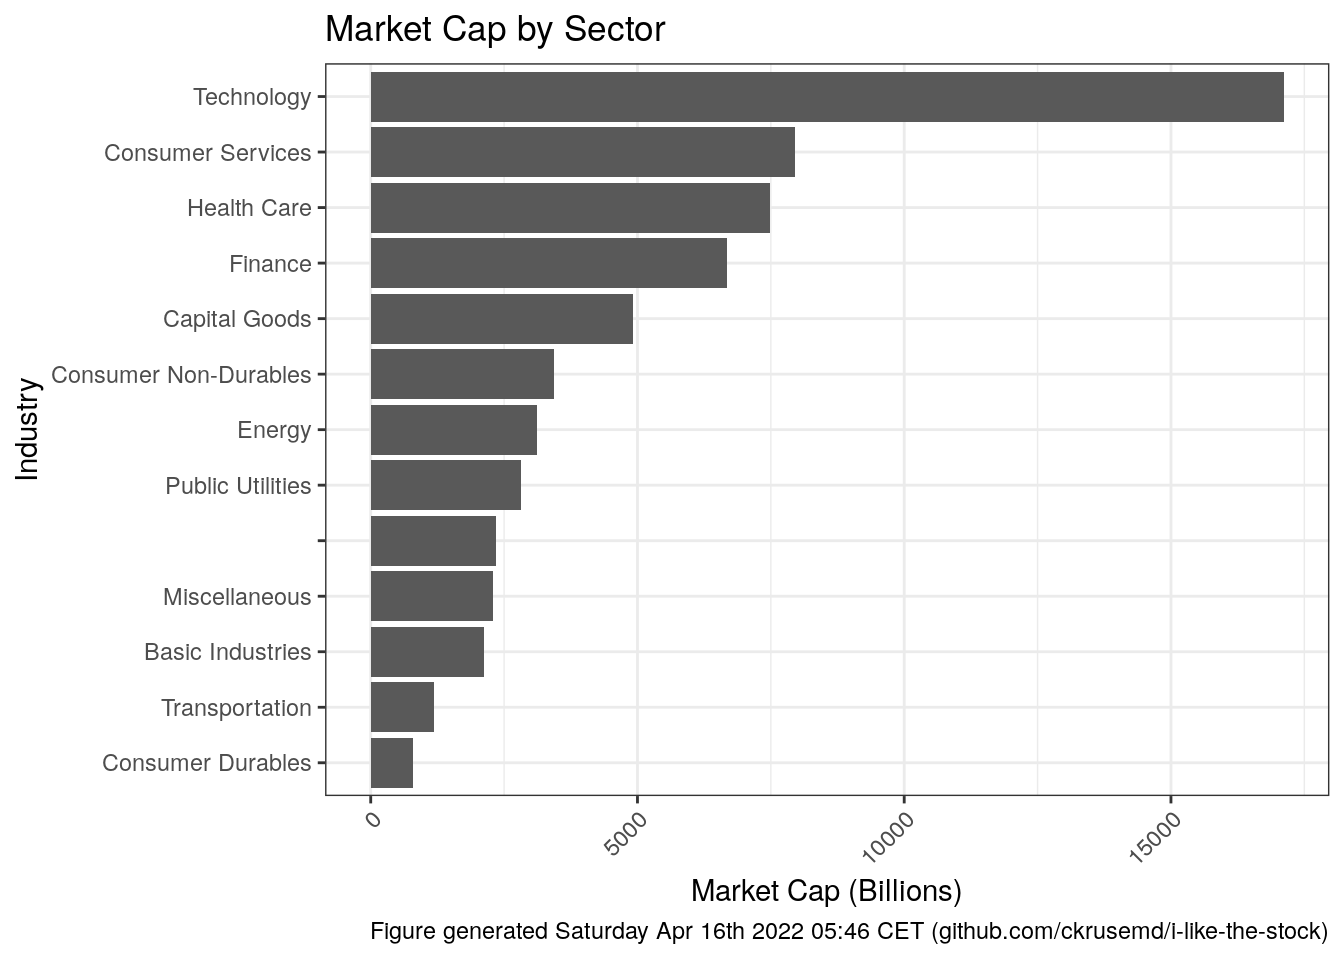 Market Cap by Sector
Technology
Consumer Services
Health Care
Finance
Capital Goods
Consumer Non-Durables
Energy
Public Utilities
Miscellaneous
Basic Industries
Transportation
Consumer Durables
Industry
0
5000
10000
15000
Market Cap (Billions)
Figure generated Saturday Apr 16th 2022 05:46 CET (github.com/ckrusemd/i-like-the-stock)